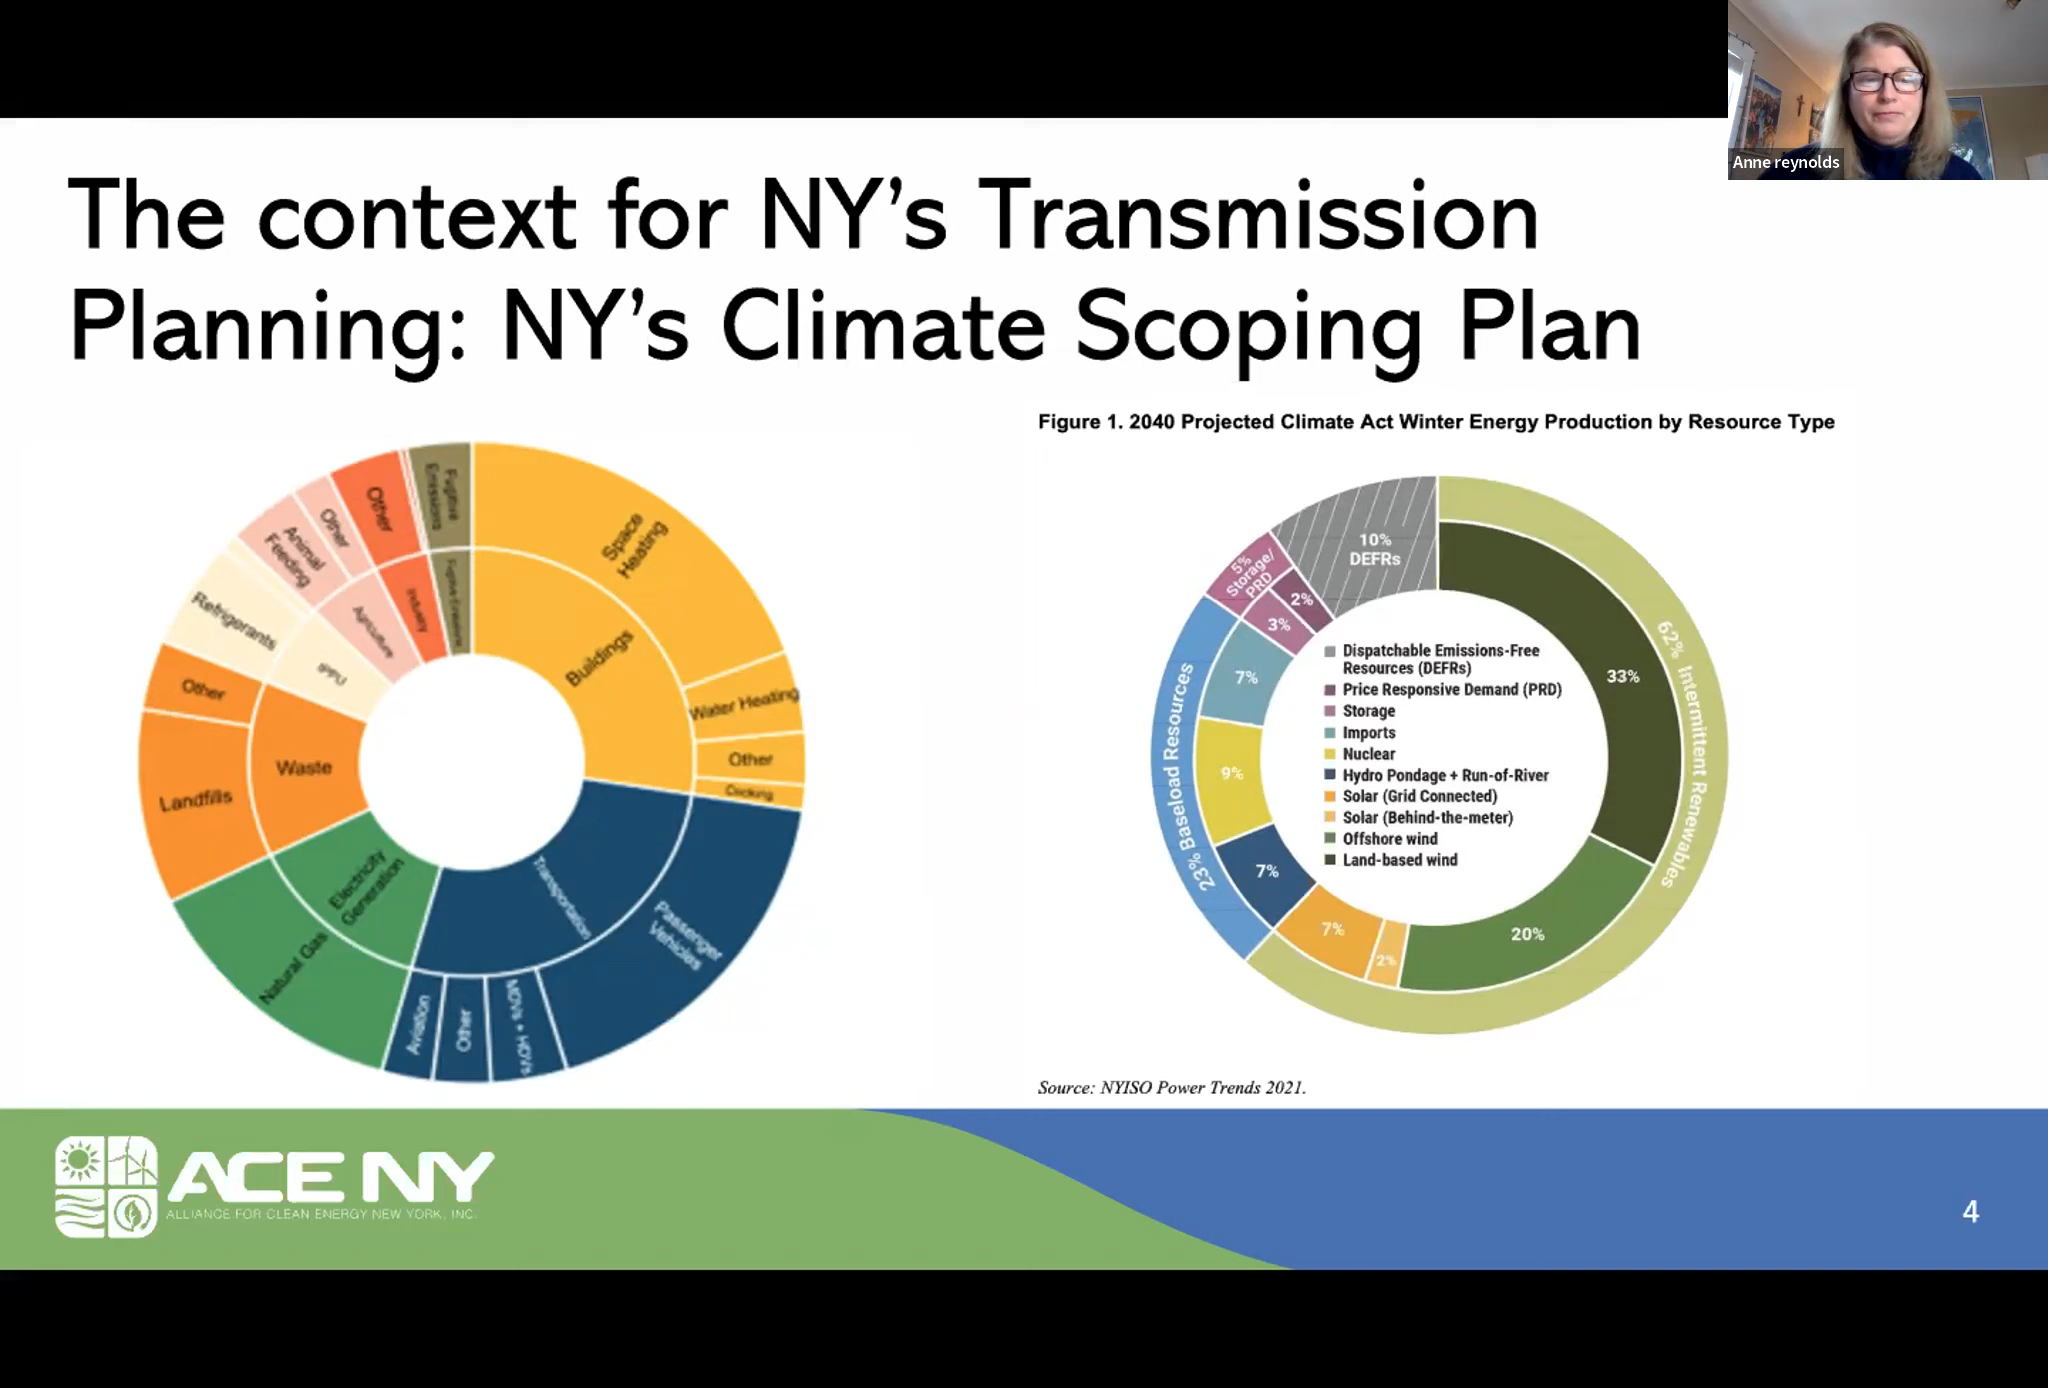 Anne reynolds
The context for NY's Transmission
Planning: NY's Climate Scoping Plan
Fugitive
Emissions
Other
Other
Animal
Feeding
Refrigerants
Other
Landfills
Natural Gas
Aviation
Other
MDVs + HDVs
Passenger
Vehicles
Cooking
Other
Water Heating
Space
Heating
Buildings
Transportation
Electricity
Generation
Waste
IPPU
Agriculture
Industry
Fugitive Emissions
Figure 1. 2040 Projected Climate Act Winter Energy Production by Resource Type
10%
DEFRs
5%
Storage/
PRD
2%
3%
7%
9%
7%
7%
2%
20%
33%
62% Intermittent Renewables
23% Baseload Resources
Dispatchable Emissions-Free
Resources (DEFRs)
Price Responsive Demand (PRD)
Storage
Imports
Nuclear
Hydro Pondage + Run-of-River
Solar (Grid Connected)
Solar (Behind-the-meter)
Offshore wind
Land-based wind
Source: NYISO Power Trends 2021.
ACE NY
ALLIANCE FOR CLEAN ENERGY NEW YORK, INC.
4